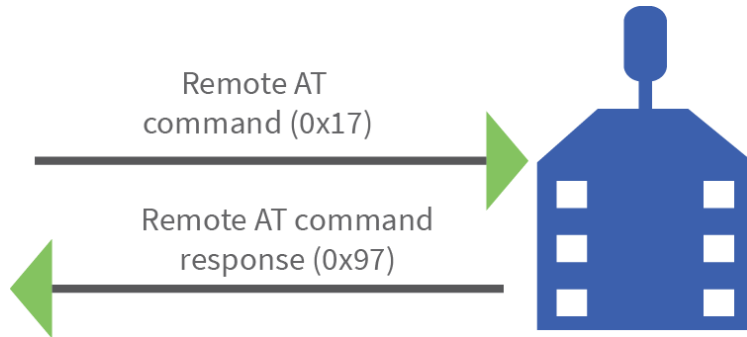 Remote AT
command (0x17)
Remote AT command
response (0x97)